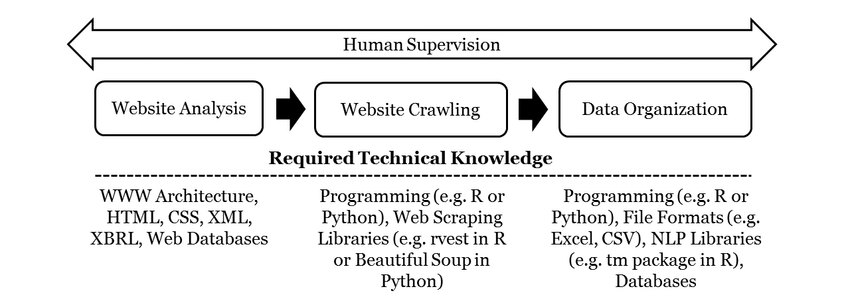 Human Supervision
Website Analysis
Website Crawling
Data Organization
Required Technical Knowledge
WWW Architecture,
HTML, CSS, XML,
XBRL, Web Databases
Programming (e.g. R or
Python), Web Scraping
Libraries (e.g. rvest in R
or Beautiful Soup in
Python)
Programming (e.g. R or
Python), File Formats (e.g.
Excel, CSV), NLP Libraries
(e.g. tm package in R),
Databases